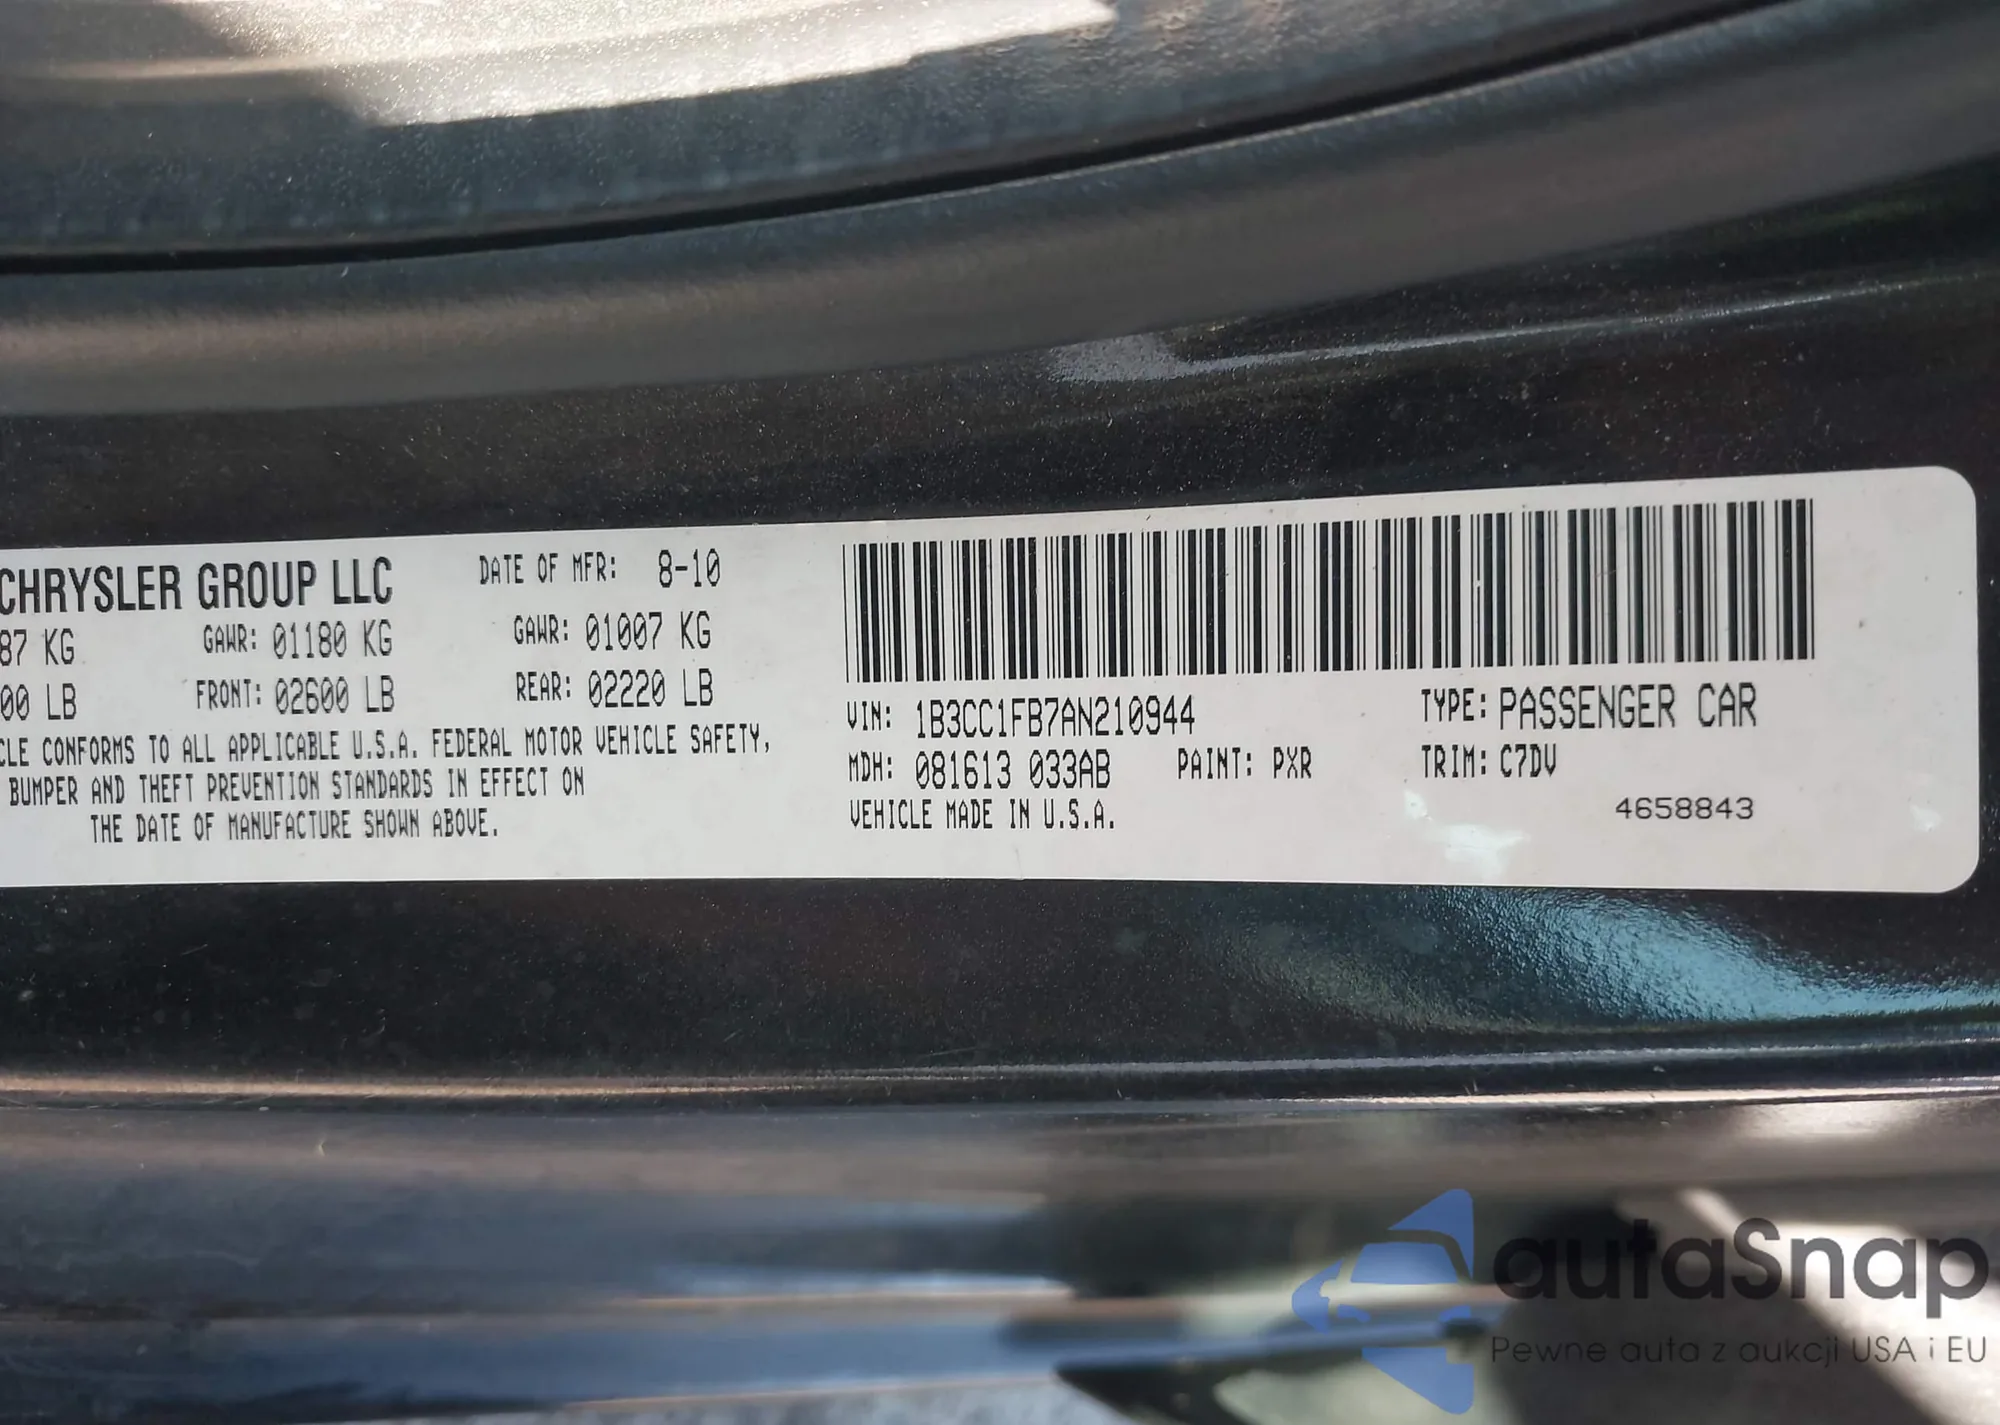 CHRYSLER GROUP LLC DATE OF MFR: 8-10
87 KG GAWR: 01180 KG GAWR: 01007 KG
00 LB FRONT: 02600 LB REAR: 02220 LB
CLE CONFORMS TO ALL APPLICABLE U.S.A. FEDERAL MOTOR VEHICLE SAFETY,
BUMPER AND THEFT PREVENTION STANDARDS IN EFFECT ON
THE DATE OF MANUFACTURE SHOWN ABOVE.
VIN: 1B3CC1FB7AN210944 TYPE: PASSENGER CAR
MDH: 081613 033AB PAINT: PXR TRIM: C7DV
VEHICLE MADE IN U.S.A. 4658843
autaSnap
Pewne auta z aukcji USA i EU